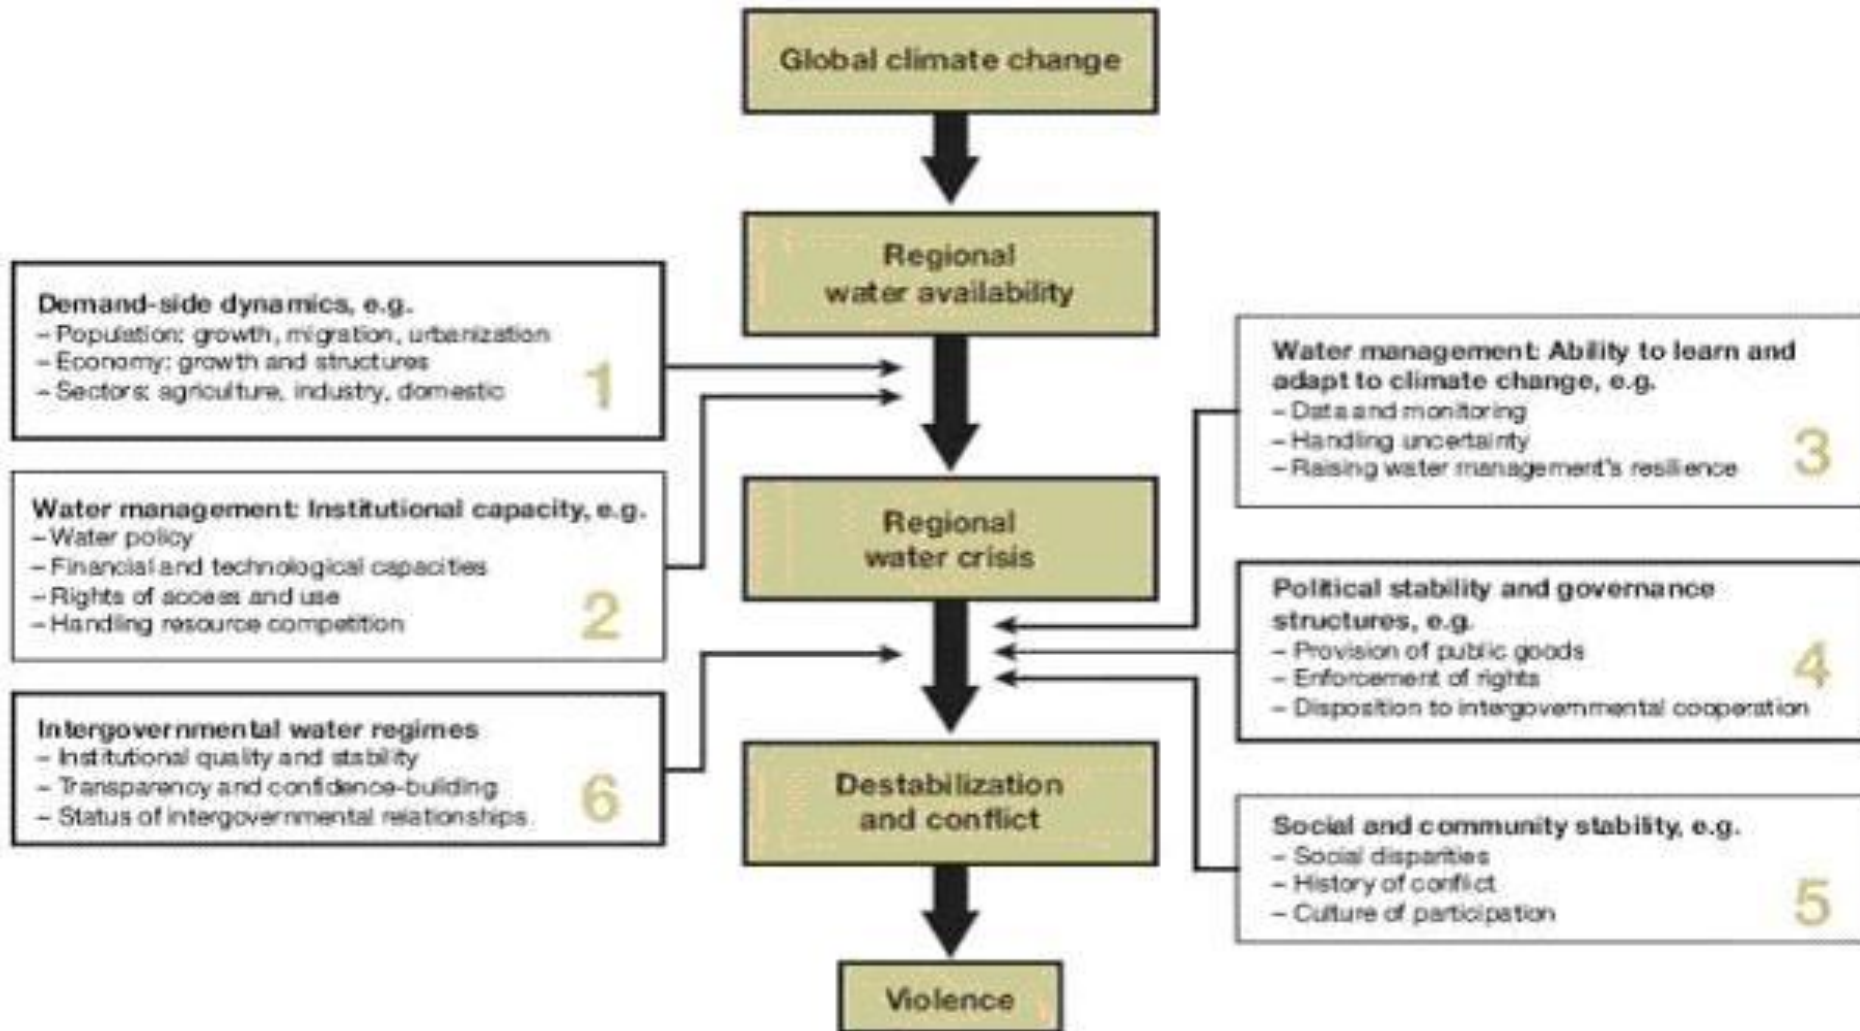 Global climate change
Regional
water availability
Demand-side dynamics, e.g.
– Population: growth, migration, urbanization
– Economy: growth and structures
– Sectors: agriculture, industry, domestic
1
Water management: Institutional capacity, e.g.
– Water policy
– Financial and technological capacities
– Rights of access and use
– Handling resource competition
2
Water management: Ability to learn and
adapt to climate change, e.g.
– Data and monitoring
– Handling uncertainty
– Raising water management's resilience
3
Regional
water crisis
Political stability and governance
structures, e.g.
– Provision of public goods
– Enforcement of rights
– Disposition to intergovernmental cooperation
4
Intergovernmental water regimes
– Institutional quality and stability
– Transparency and confidence-building
– Status of intergovernmental relationships
6
Destabilization
and conflict
Social and community stability, e.g.
– Social disparities
– History of conflict
– Culture of participation
5
Violence